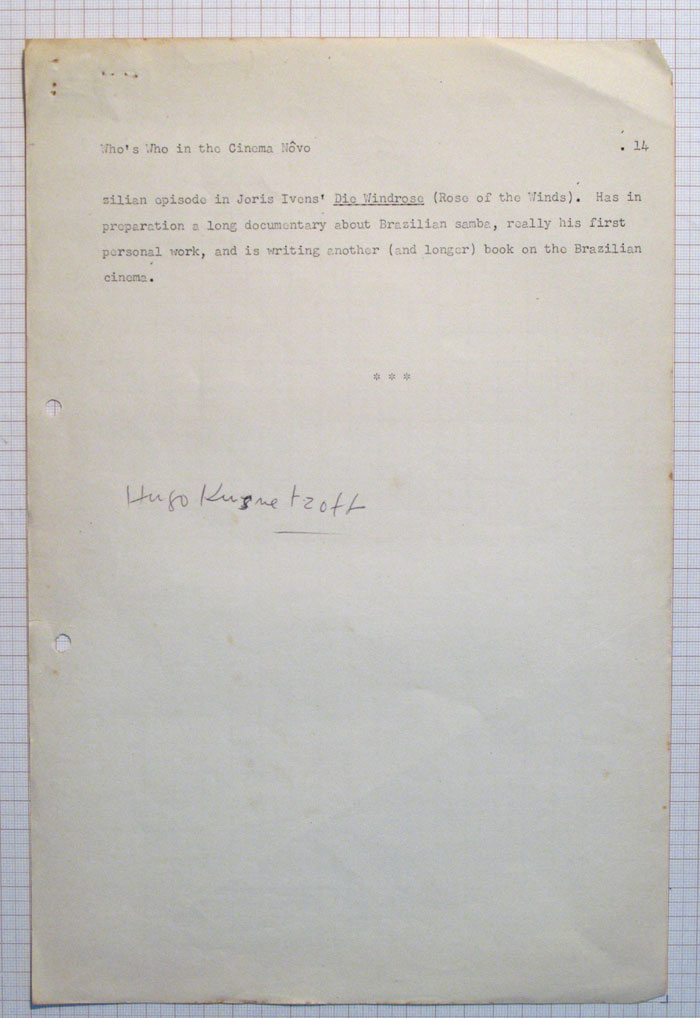 Who's Who in the Cinema Nôvo . 14
zilian episode in Joris Ivens' Die Windrose (Rose of the Winds). Has in
preparation a long documentary about Brazilian samba, really his first
personal work, and is writing another (and longer) book on the Brazilian
cinema.
* * *
Hugo Kusnetzoff